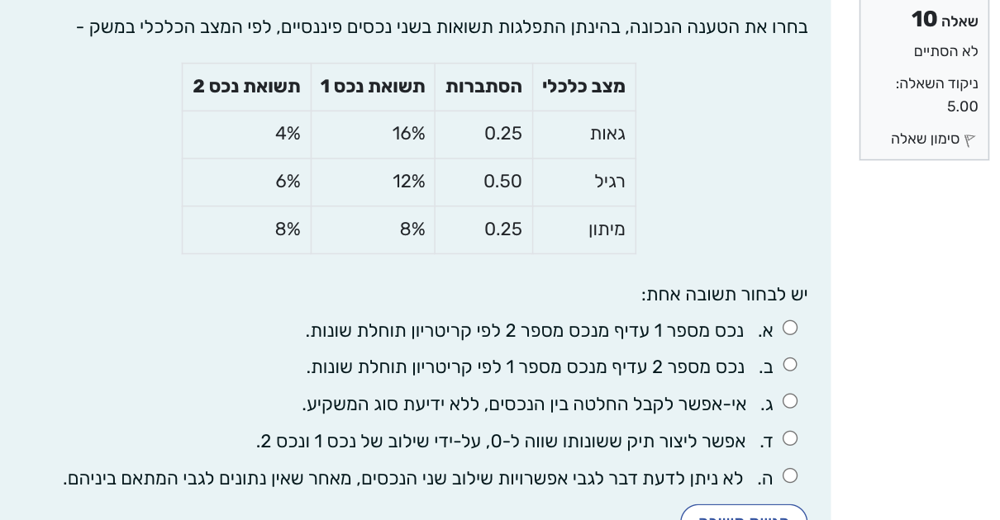 שאלה 10
לא הסתיים
ניקוד השאלה:
5.00
סימון שאלה
בחרו את הטענה הנכונה, בהינתן התפלגות תשואות בשני נכסים פיננסיים, לפי המצב הכלכלי במשק -
מצב כלכלי הסתברות תשואת נכס 1 תשואת נכס 2
גאות 0.25 16% 4%
רגיל 0.50 12% 6%
מיתון 0.25 8% 8%
יש לבחור תשובה אחת:
א. נכס מספר 1 עדיף מנכס מספר 2 לפי קריטריון תוחלת שונות.
ב. נכס מספר 2 עדיף מנכס מספר 1 לפי קריטריון תוחלת שונות.
ג. אי-אפשר לקבל החלטה בין הנכסים, ללא ידיעת סוג המשקיע.
ד. אפשר ליצור תיק ששונותו שווה ל-0, על-ידי שילוב של נכס 1 ונכס 2.
ה. לא ניתן לדעת דבר לגבי אפשרויות שילוב שני הנכסים, מאחר שאין נתונים לגבי המתאם ביניהם.